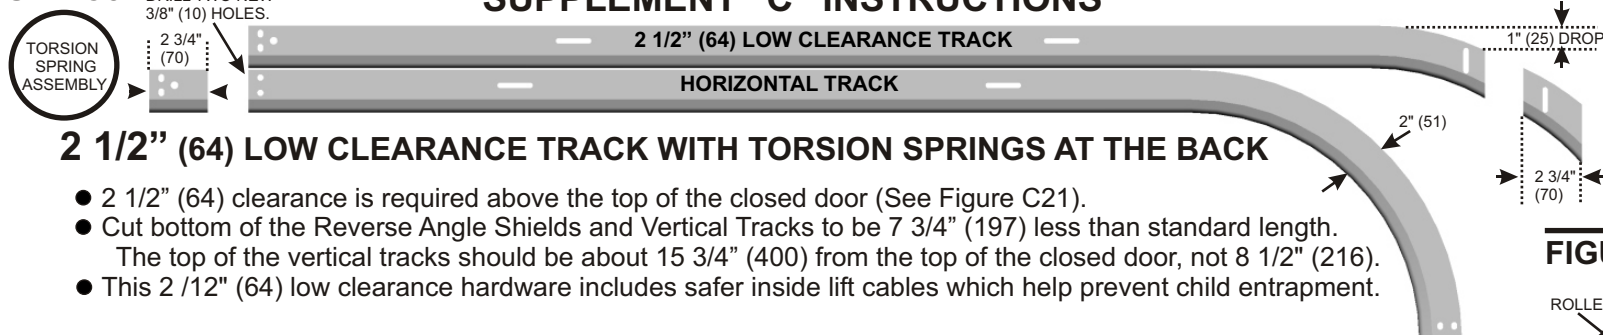 SUPPLEMENT "C" INSTRUCTIONS
3/8" (10) HOLES.
TORSION
SPRING
ASSEMBLY
2 3/4"
(70)
2 1/2” (64) LOW CLEARANCE TRACK
1" (25) DROP
HORIZONTAL TRACK
2" (51)
2 3/4"
(70)
2 1/2” (64) LOW CLEARANCE TRACK WITH TORSION SPRINGS AT THE BACK
● 2 1/2” (64) clearance is required above the top of the closed door (See Figure C21).
● Cut bottom of the Reverse Angle Shields and Vertical Tracks to be 7 3/4” (197) less than standard length.
The top of the vertical tracks should be about 15 3/4” (400) from the top of the closed door, not 8 1/2" (216).
● This 2 /12" (64) low clearance hardware includes safer inside lift cables which help prevent child entrapment.
FIGU
ROLLE